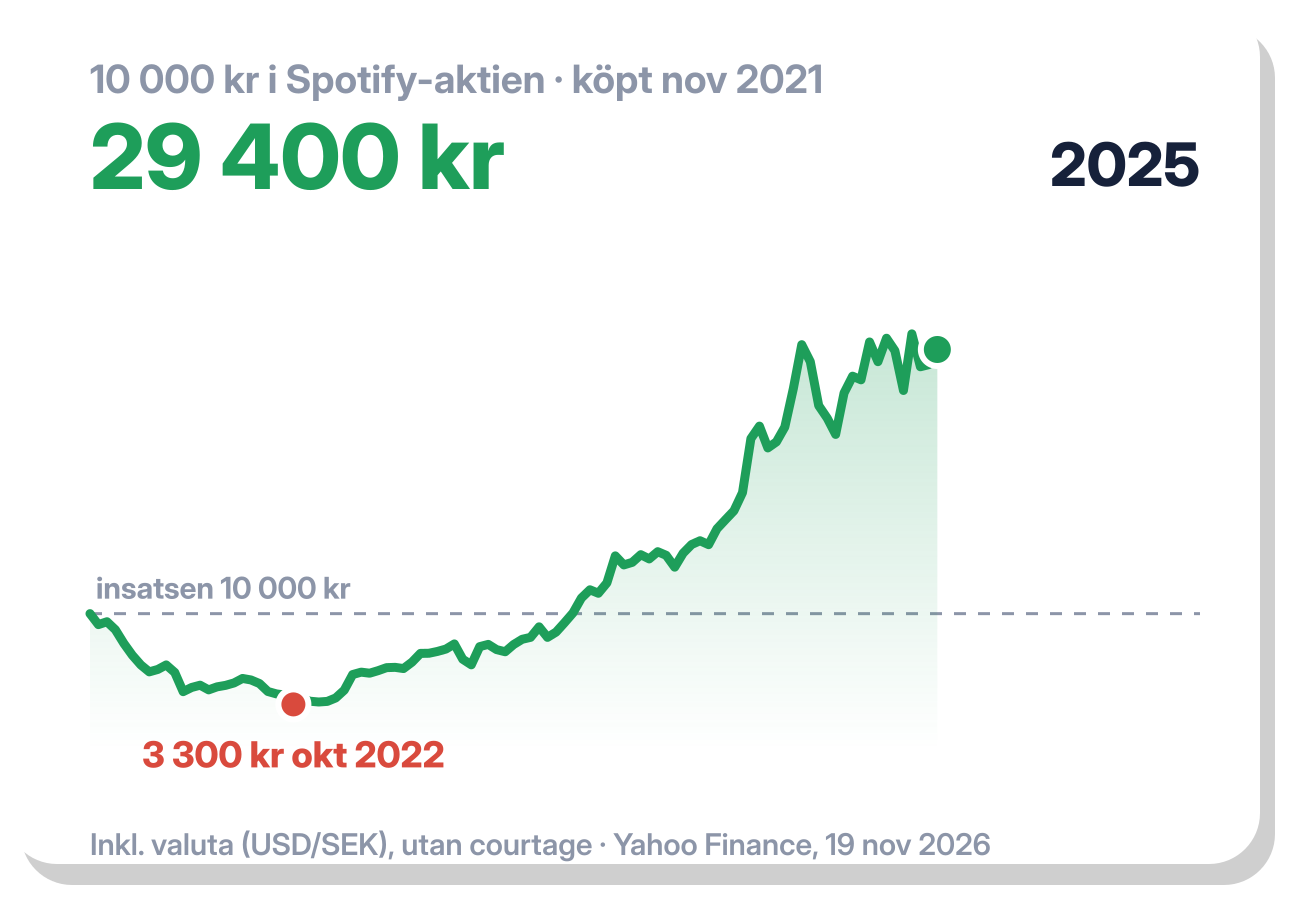 10 000 kr i Spotify-aktien · köpt nov 2021
29 400 kr
2025
insatsen 10 000 kr
3 300 kr okt 2022
Inkl. valuta (USD/SEK), utan courtage · Yahoo Finance, 19 nov 2026